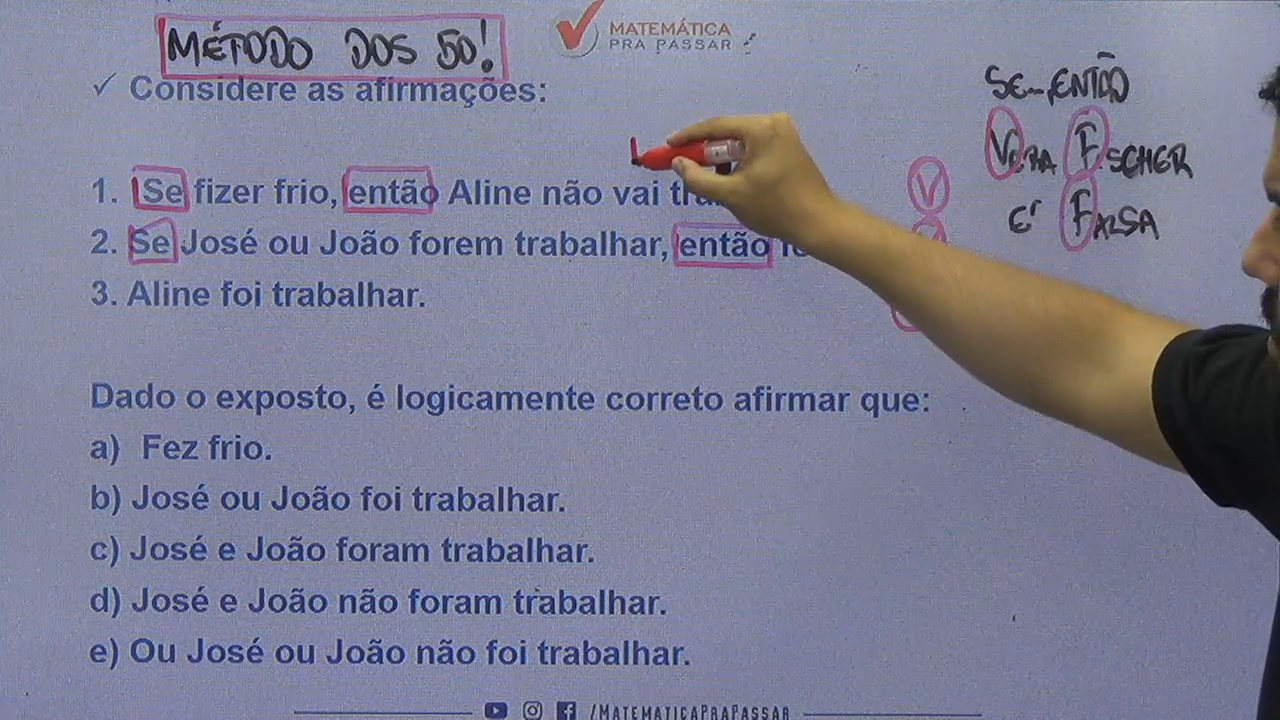 MÉTODO DOS 50!
MATEMÁTICA
PRA PASSAR
✓ Considere as afirmações:
SE...,ENTÃO
VERA FISCHER
É FALSA
1. Se fizer frio, então Aline não vai
V
2. Se José ou João forem trabalhar, então
3. Aline foi trabalhar.
Dado o exposto, é logicamente correto afirmar que:
a) Fez frio.
b) José ou João foi trabalhar.
c) José e João foram trabalhar.
d) José e João não foram trabalhar.
e) Ou José ou João não foi trabalhar.
/MATEMATICAPRAPASSAR